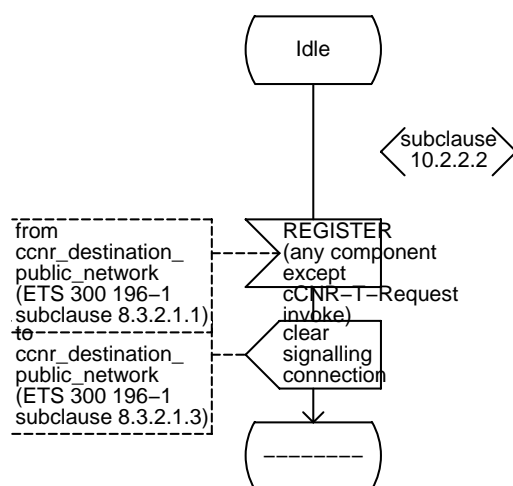 Idle
subclause
10.2.2.2
from
ccnr_destination_
public_network
(ETS 300 196−1
subclause 8.3.2.1.1)
REGISTER
(any component
except
cCNR−T−Request
invoke)
to
ccnr_destination_
public_network
(ETS 300 196−1
subclause 8.3.2.1.3)
clear
signalling
connection
−−−−−−−−